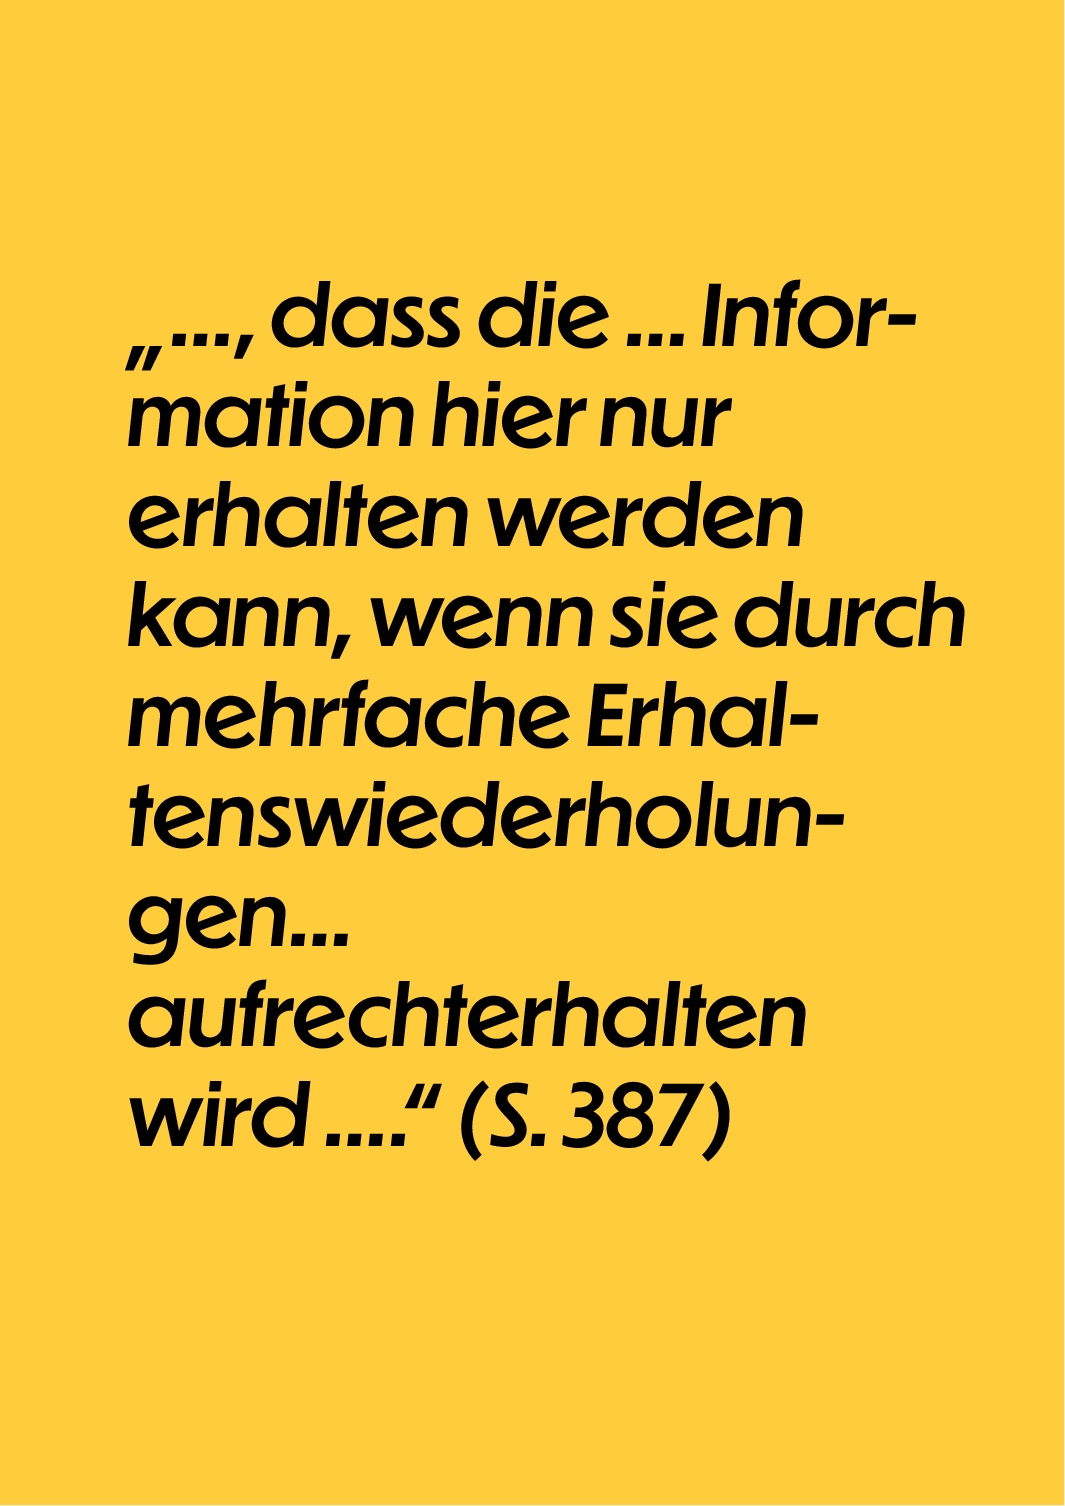 „…, dass die … Infor-
mation hier nur
erhalten werden
kann, wenn sie durch
mehrfache Erhal-
tenswiederholun-
gen…
aufrechterhalten
wird ….“ (S. 387)